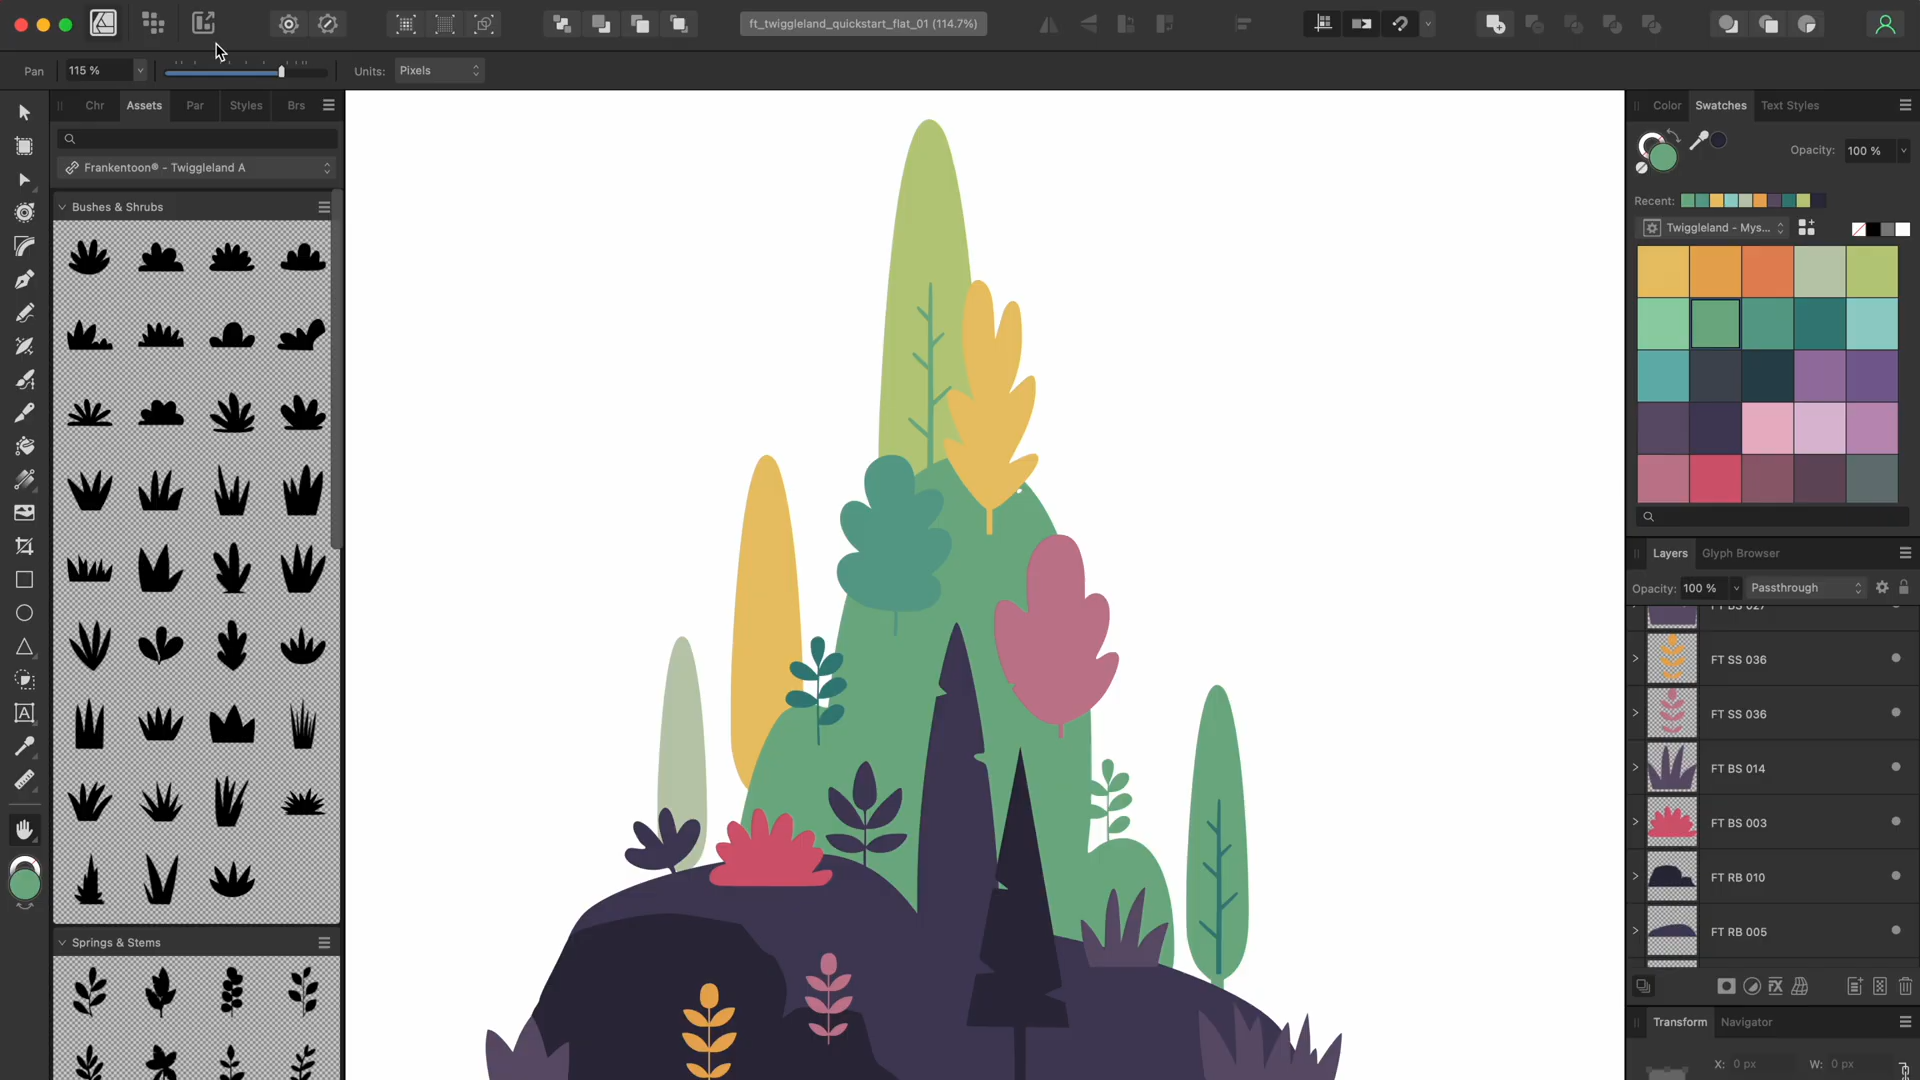 ft_twiggleland_quickstart_flat_01 (114.7%)
Pan
115 %
Units:
Pixels
Chr
Assets
Par
Styles
Brs
Frankentoon® - Twiggleland A
Bushes & Shrubs
Springs & Stems
Color
Swatches
Text Styles
Opacity:
100 %
Recent:
Twiggleland - Mys...
Layers
Glyph Browser
Opacity:
100 %
Passthrough
FT BS 027
FT SS 036
FT SS 036
FT BS 014
FT BS 003
FT RB 010
FT RB 005
Transform
Navigator
X:
0 px
W:
0 px